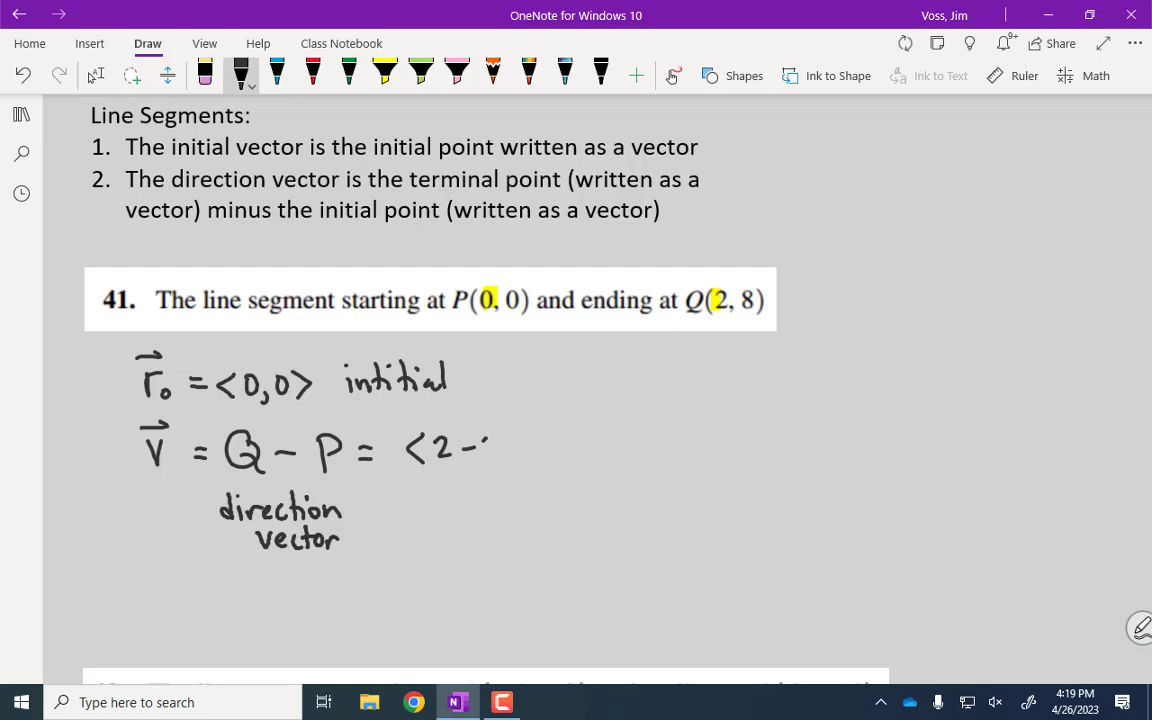 OneNote for Windows 10
Voss, Jim
Home Insert Draw View Help Class Notebook
9+
Share
Shapes
Ink to Shape
Ink to Text
Ruler
Math
Line Segments:
1. The initial vector is the initial point written as a vector
2. The direction vector is the terminal point (written as a
vector) minus the initial point (written as a vector)
41. The line segment starting at P(0, 0) and ending at Q(2, 8)
r₀ = <0,0> intitial
v = Q - P = <2 -
direction
vector
Type here to search
4:19 PM
4/26/2023